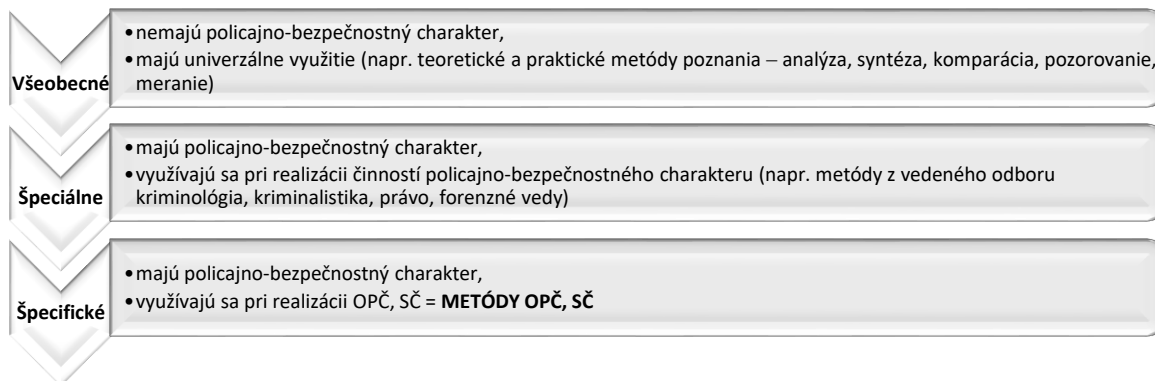 Všeobecné
•nemajú policajno-bezpečnostný charakter,
•majú univerzálne využitie (napr. teoretické a praktické metódy poznania – analýza, syntéza, komparácia, pozorovanie,
meranie)
Špeciálne
•majú policajno-bezpečnostný charakter,
•využívajú sa pri realizácii činností policajno-bezpečnostného charakteru (napr. metódy z vedeného odboru
kriminológia, kriminalistika, právo, forenzné vedy)
Špecifické
•majú policajno-bezpečnostný charakter,
•využívajú sa pri realizácii OPČ, SČ = METÓDY OPČ, SČ